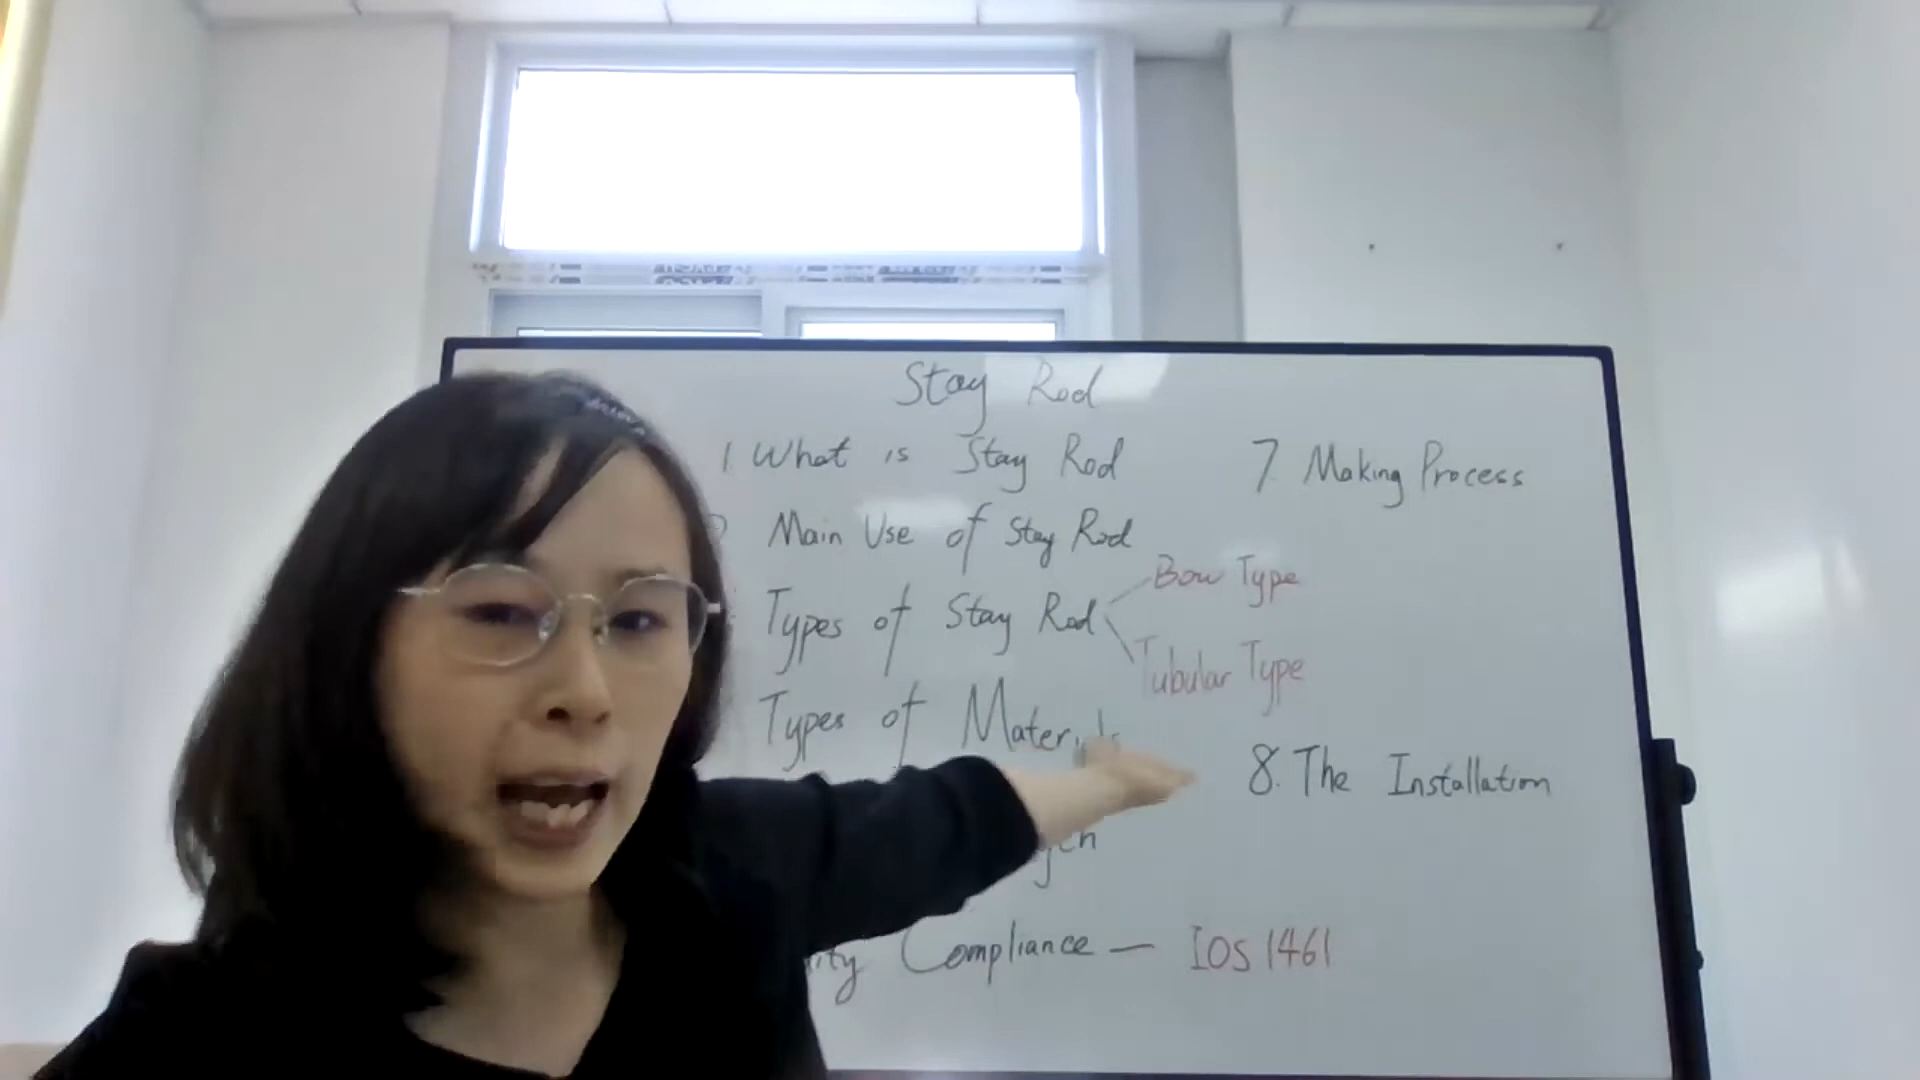 Stay Rod
1. What is Stay Rod
Main Use of Stay Rod
Types of Stay Rod
Bow Type
Tubular Type
Types of
Compliance — IOS 1461
7. Making Process
8. The Installation